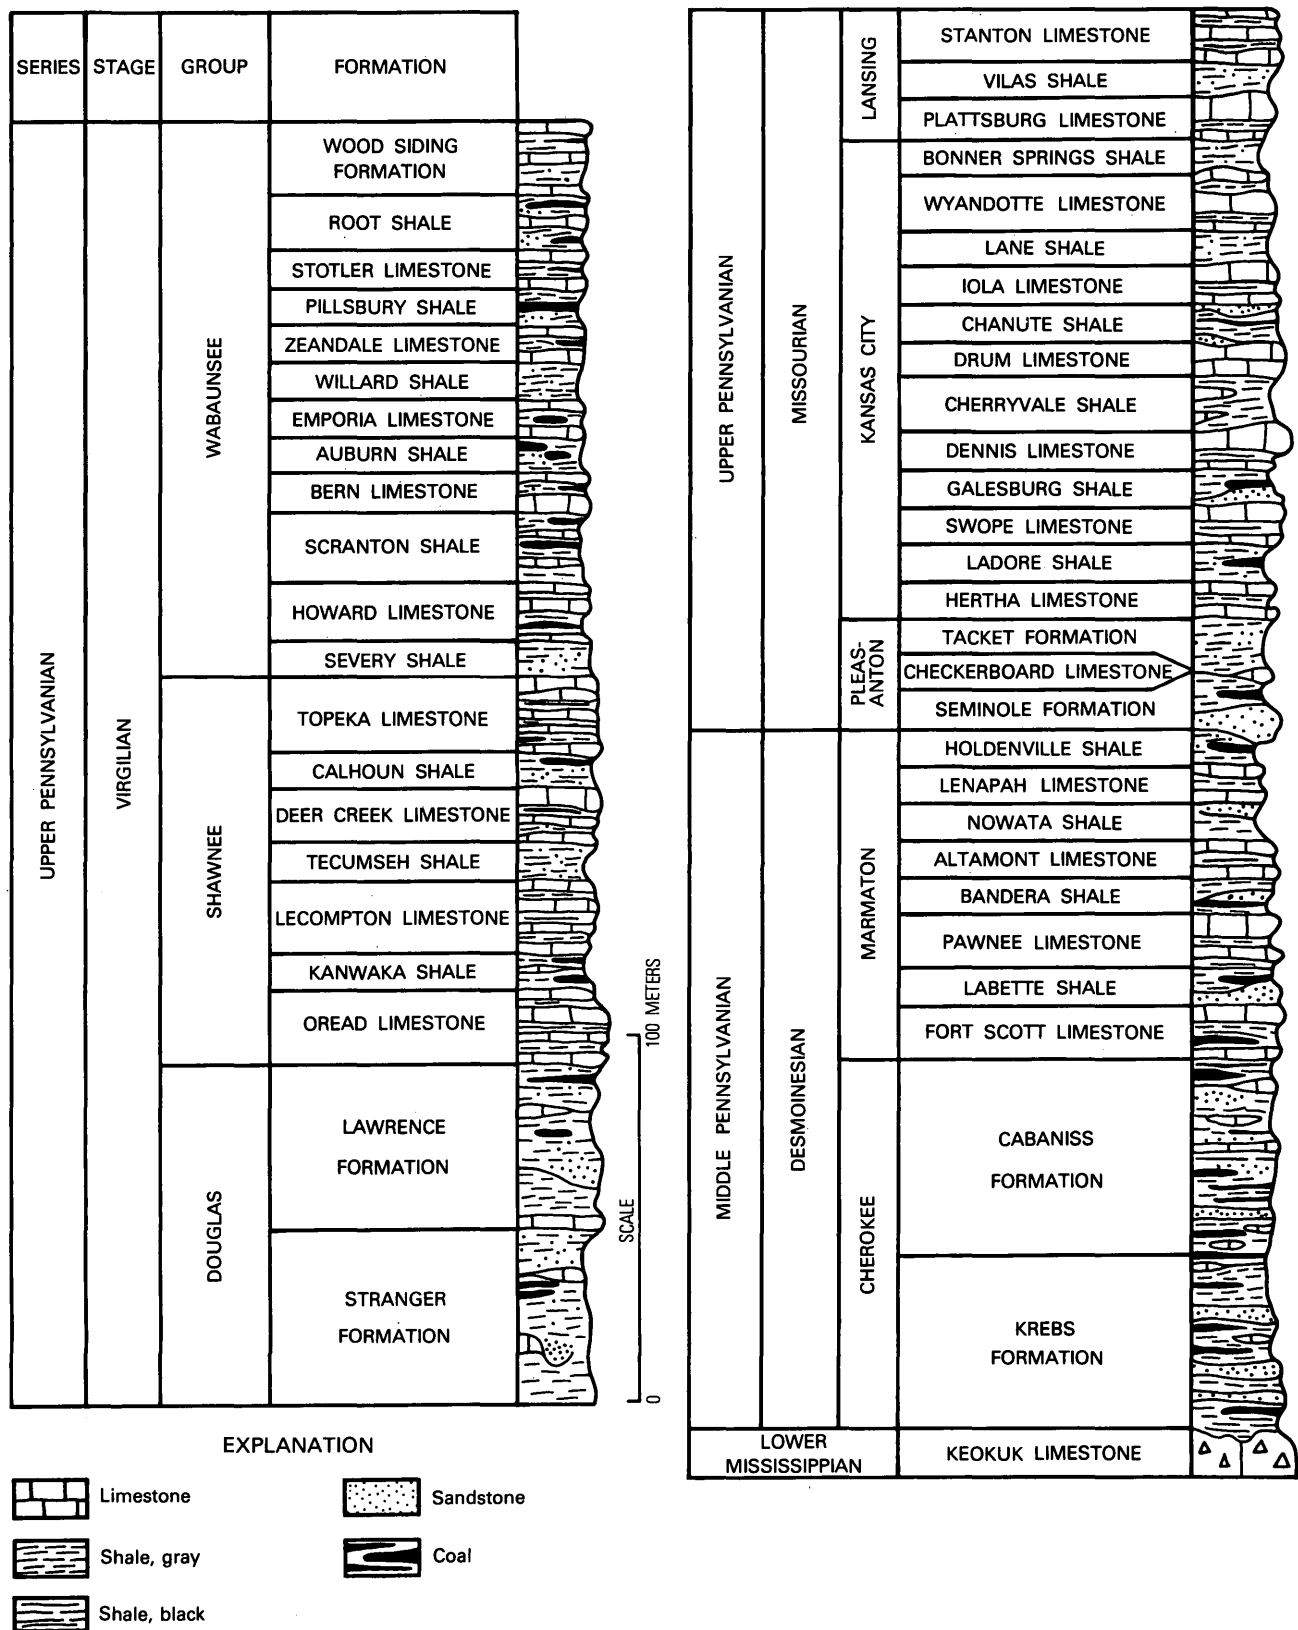 SERIES STAGE GROUP FORMATION
UPPER PENNSYLVANIAN
VIRGILIAN
WABAUNSEE
WOOD SIDING
FORMATION
ROOT SHALE
STOTLER LIMESTONE
PILLSBURY SHALE
ZEANDALE LIMESTONE
WILLARD SHALE
EMPORIA LIMESTONE
AUBURN SHALE
BERN LIMESTONE
SCRANTON SHALE
HOWARD LIMESTONE
SEVERY SHALE
SHAWNEE
TOPEKA LIMESTONE
CALHOUN SHALE
DEER CREEK LIMESTONE
TECUMSEH SHALE
LECOMPTON LIMESTONE
KANWAKA SHALE
OREAD LIMESTONE
DOUGLAS
LAWRENCE
FORMATION
STRANGER
FORMATION
100 METERS
SCALE
0
UPPER PENNSYLVANIAN
MISSOURIAN
LANSING
STANTON LIMESTONE
VILAS SHALE
PLATTSBURG LIMESTONE
KANSAS CITY
BONNER SPRINGS SHALE
WYANDOTTE LIMESTONE
LANE SHALE
IOLA LIMESTONE
CHANUTE SHALE
DRUM LIMESTONE
CHERRYVALE SHALE
DENNIS LIMESTONE
GALESBURG SHALE
SWOPE LIMESTONE
LADORE SHALE
HERTHA LIMESTONE
PLEAS-
ANTON
TACKET FORMATION
CHECKERBOARD LIMESTONE
SEMINOLE FORMATION
MIDDLE PENNSYLVANIAN
DESMOINESIAN
MARMATON
HOLDENVILLE SHALE
LENAPAH LIMESTONE
NOWATA SHALE
ALTAMONT LIMESTONE
BANDERA SHALE
PAWNEE LIMESTONE
LABETTE SHALE
FORT SCOTT LIMESTONE
CHEROKEE
CABANISS
FORMATION
KREBS
FORMATION
LOWER
MISSISSIPPIAN
KEOKUK LIMESTONE
EXPLANATION
Limestone
Shale, gray
Shale, black
Sandstone
Coal